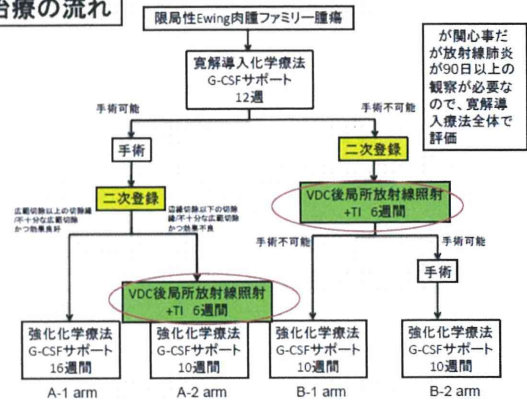 治療の流れ
限局性Ewing肉腫ファミリー腫瘍
寛解導入化学療法
G-CSFサポート
12週
が関心事だ
が放射線肺炎
が90日以上の
観察が必要な
ので、寛解導
入療法全体で
評価
手術可能
手術不可能
手術
二次登録
二次登録
広範切除以上の切除縁
/不十分な広範切除
かつ効果良好
辺縁切除以下の切除
縁/不十分な広範切除
かつ効果不良
VDC後局所放射線照射
+TI 6週間
手術不可能
手術可能
手術
VDC後局所放射線照射
+TI 6週間
強化化学療法
G-CSFサポート
16週間
強化化学療法
G-CSFサポート
10週間
強化化学療法
G-CSFサポート
10週間
強化化学療法
G-CSFサポート
10週間
A-1 arm
A-2 arm
B-1 arm
B-2 arm